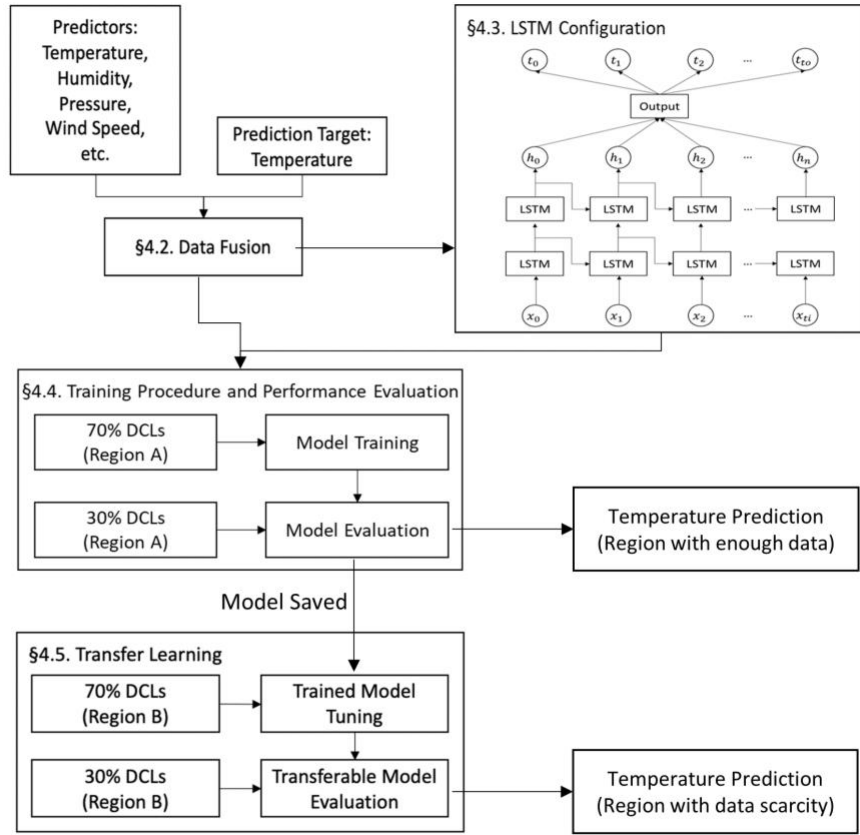 Predictors:
Temperature,
Humidity,
Pressure,
Wind Speed,
etc.
Prediction Target:
Temperature
§4.2. Data Fusion
§4.3. LSTM Configuration
t₀ t₁ t₂ ... tₜₒ
Output
h₀ h₁ h₂ ... hₙ
LSTM LSTM LSTM ... LSTM
LSTM LSTM LSTM ... LSTM
x₀ x₁ x₂ ... xₜᵢ
§4.4. Training Procedure and Performance Evaluation
70% DCLs
(Region A)
Model Training
30% DCLs
(Region A)
Model Evaluation
Temperature Prediction
(Region with enough data)
Model Saved
§4.5. Transfer Learning
70% DCLs
(Region B)
Trained Model
Tuning
30% DCLs
(Region B)
Transferable Model
Evaluation
Temperature Prediction
(Region with data scarcity)